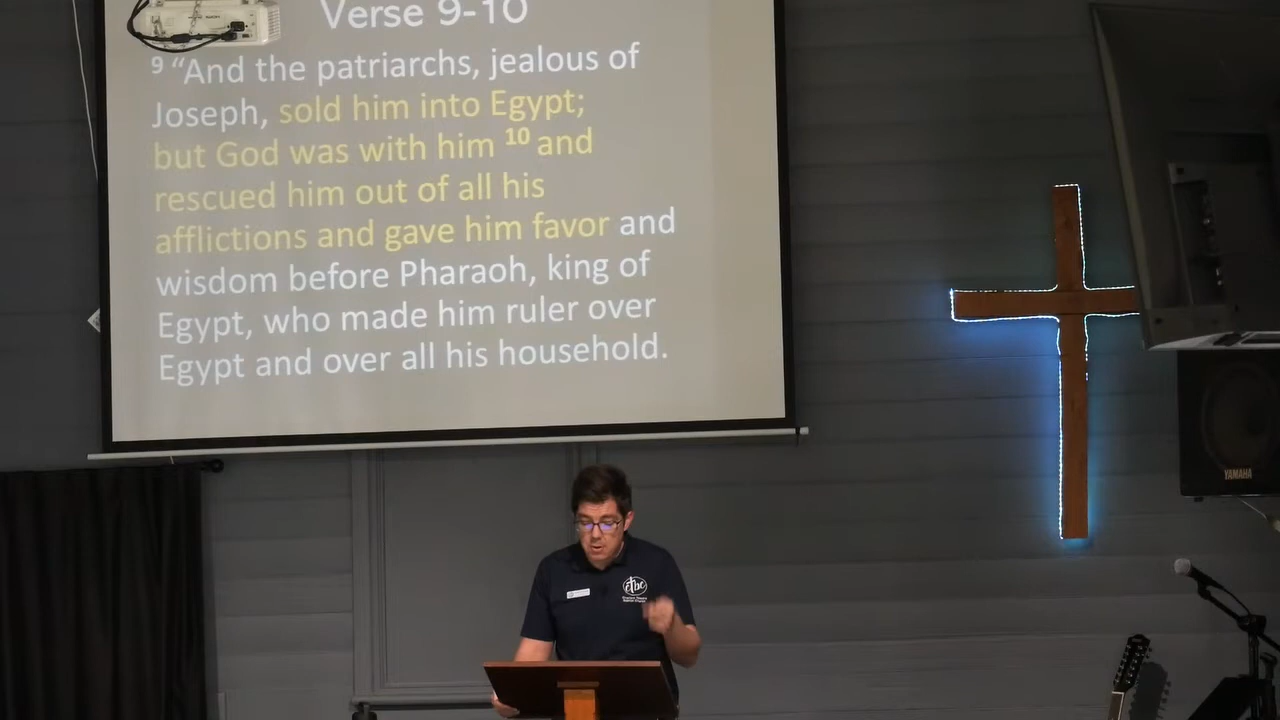 Verse 9-10
9 “And the patriarchs, jealous of
Joseph, sold him into Egypt;
but God was with him 10 and
rescued him out of all his
afflictions and gave him favor and
wisdom before Pharaoh, king of
Egypt, who made him ruler over
Egypt and over all his household.
YAMAHA
etbc